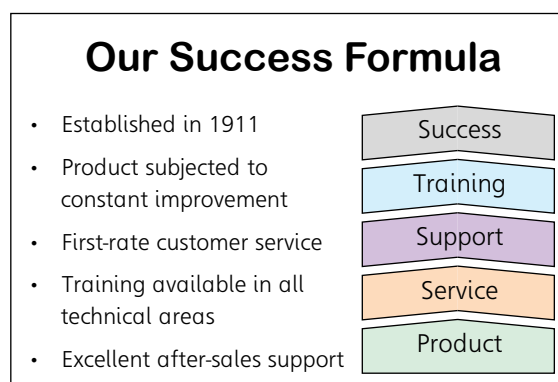 Our Success Formula
• Established in 1911
• Product subjected to
constant improvement
• First-rate customer service
• Training available in all
technical areas
• Excellent after-sales support
Success
Training
Support
Service
Product